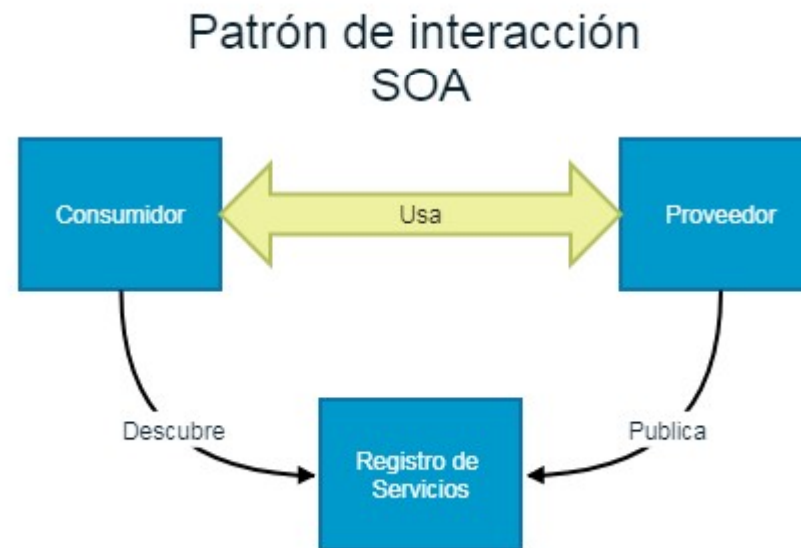 Patrón de interacción
SOA
Consumidor
Usa
Proveedor
Descubre
Publica
Registro de
Servicios